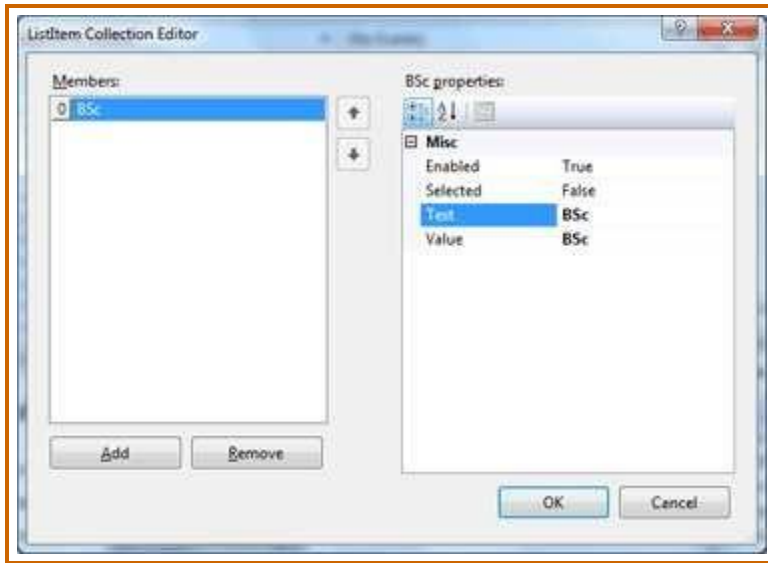 ListItem Collection Editor
Members:
0 BSc
Add
Remove
BSc properties:
Misc
Enabled True
Selected False
Text BSc
Value BSc
OK
Cancel